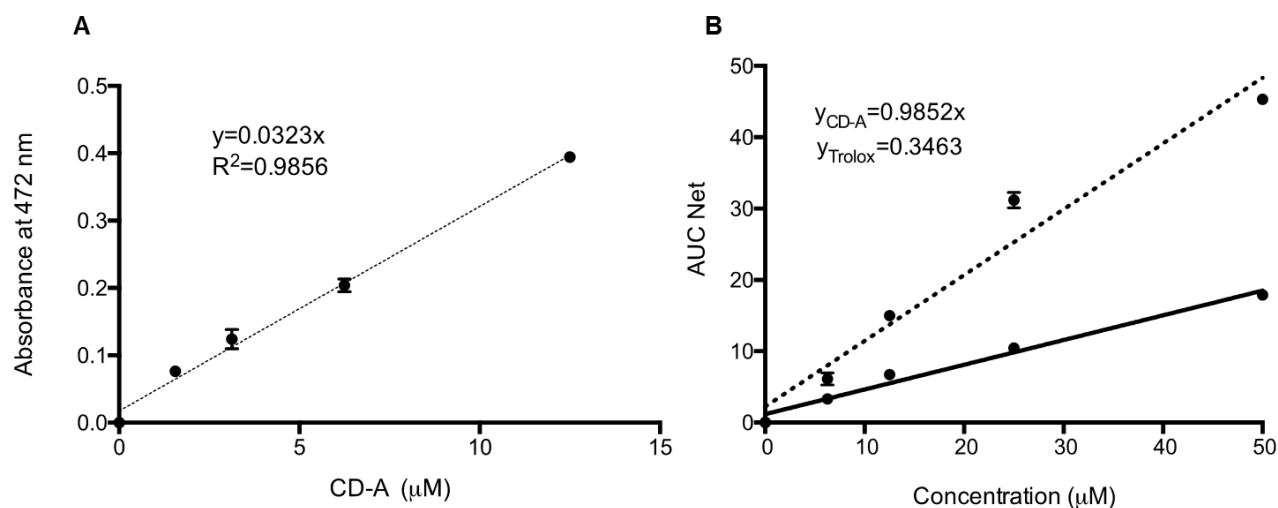 A
Absorbance at 472 nm
0.5
0.4
0.3
0.2
0.1
0.0
y=0.0323x
R²=0.9856
0 5 10 15
CD-A (μM)
B
AUC Net
50
40
30
20
10
0
y_CD-A=0.9852x
y_Trolox=0.3463
0 10 20 30 40 50
Concentration (μM)